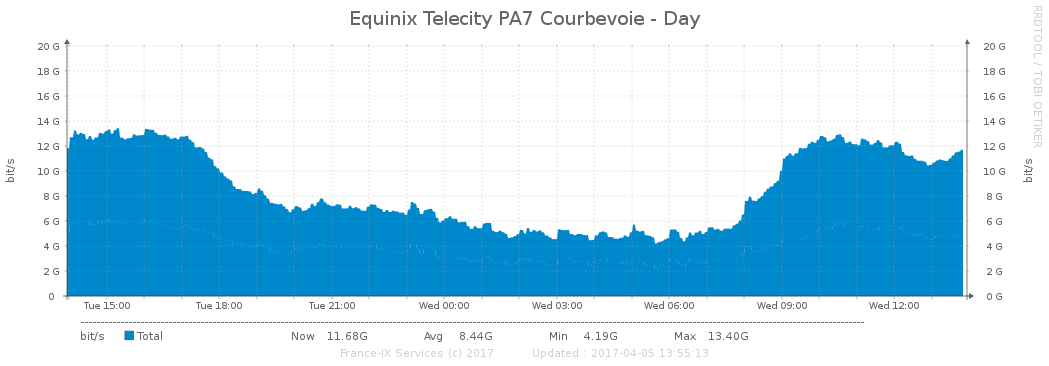 Equinix Telecity PA7 Courbevoie - Day
RRDTOOL / TOBI OETIKER
bit/s
20 G
18 G
16 G
14 G
12 G
10 G
8 G
6 G
4 G
2 G
0
20 G
18 G
16 G
14 G
12 G
10 G
8 G
6 G
4 G
2 G
0 G
bit/s
Tue 15:00 Tue 18:00 Tue 21:00 Wed 00:00 Wed 03:00 Wed 06:00 Wed 09:00 Wed 12:00
bit/s Total Now 11.68G Avg 8.44G Min 4.19G Max 13.40G
France-IX Services (c) 2017 Updated : 2017-04-05 13:55:13